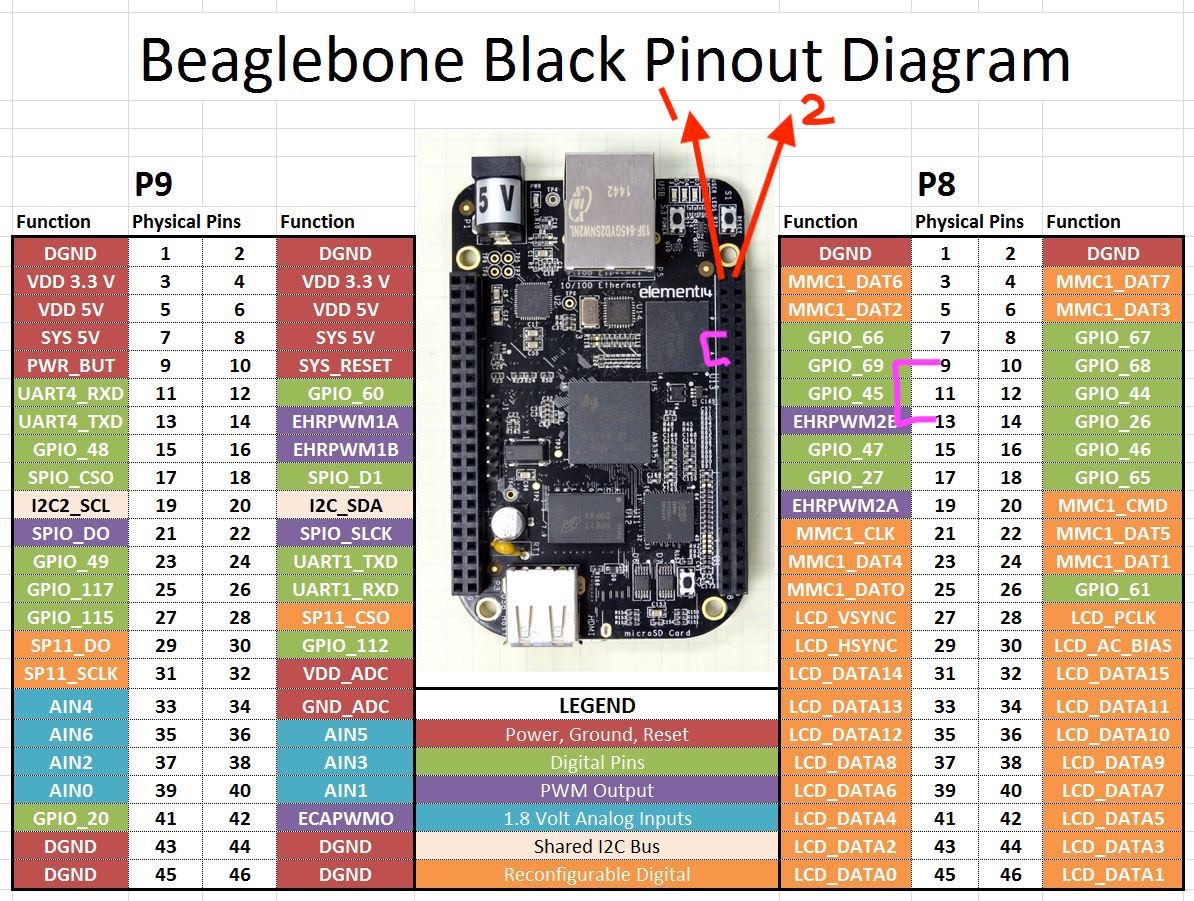 Beaglebone Black Pinout Diagram
1 2
P9
Function Physical Pins Function
DGND 1 2 DGND
VDD 3.3 V 3 4 VDD 3.3 V
VDD 5V 5 6 VDD 5V
SYS 5V 7 8 SYS 5V
PWR_BUT 9 10 SYS_RESET
UART4_RXD 11 12 GPIO_60
UART4_TXD 13 14 EHRPWM1A
GPIO_48 15 16 EHRPWM1B
SPIO_CSO 17 18 SPIO_D1
I2C2_SCL 19 20 I2C_SDA
SPIO_DO 21 22 SPIO_SLCK
GPIO_49 23 24 UART1_TXD
GPIO_117 25 26 UART1_RXD
GPIO_115 27 28 SP11_CSO
SP11_DO 29 30 GPIO_112
SP11_SCLK 31 32 VDD_ADC
AIN4 33 34 GND_ADC
AIN6 35 36 AIN5
AIN2 37 38 AIN3
AIN0 39 40 AIN1
GPIO_20 41 42 ECAPWMO
DGND 43 44 DGND
DGND 45 46 DGND
5 V
1442
13F-64GYD2SNW2NL
10/100 Ethernet
element14
microSD Card
HDMI
LEGEND
Power, Ground, Reset
Digital Pins
PWM Output
1.8 Volt Analog Inputs
Shared I2C Bus
Reconfigurable Digital
P8
Function Physical Pins Function
DGND 1 2 DGND
MMC1_DAT6 3 4 MMC1_DAT7
MMC1_DAT2 5 6 MMC1_DAT3
GPIO_66 7 8 GPIO_67
GPIO_69 9 10 GPIO_68
GPIO_45 11 12 GPIO_44
EHRPWM2B 13 14 GPIO_26
GPIO_47 15 16 GPIO_46
GPIO_27 17 18 GPIO_65
EHRPWM2A 19 20 MMC1_CMD
MMC1_CLK 21 22 MMC1_DAT5
MMC1_DAT4 23 24 MMC1_DAT1
MMC1_DATO 25 26 GPIO_61
LCD_VSYNC 27 28 LCD_PCLK
LCD_HSYNC 29 30 LCD_AC_BIAS
LCD_DATA14 31 32 LCD_DATA15
LCD_DATA13 33 34 LCD_DATA11
LCD_DATA12 35 36 LCD_DATA10
LCD_DATA8 37 38 LCD_DATA9
LCD_DATA6 39 40 LCD_DATA7
LCD_DATA4 41 42 LCD_DATA5
LCD_DATA2 43 44 LCD_DATA3
LCD_DATA0 45 46 LCD_DATA1